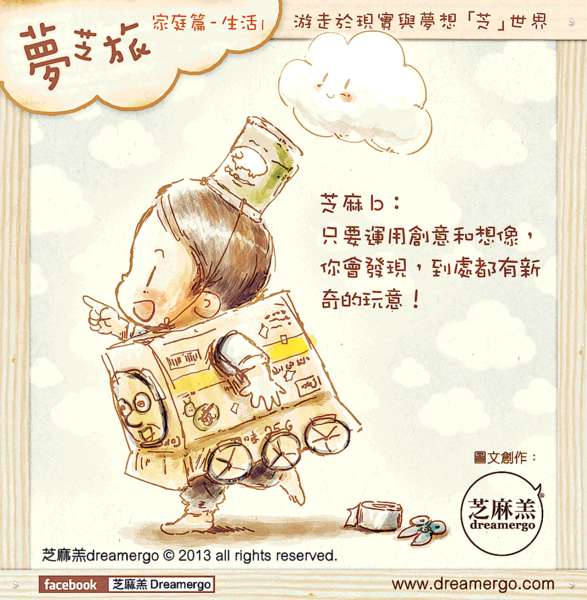 夢芝旅
家庭篇-生活|
游走於現實與夢想「芝」世界
芝麻b：
只要運用創意和想像，
你會發現，到處都有新
奇的玩意！
圖文創作：
芝麻羔
dreamergo
芝麻羔dreamergo © 2013 all rights reserved.
facebook 芝麻羔 Dreamergo
www.dreamergo.com